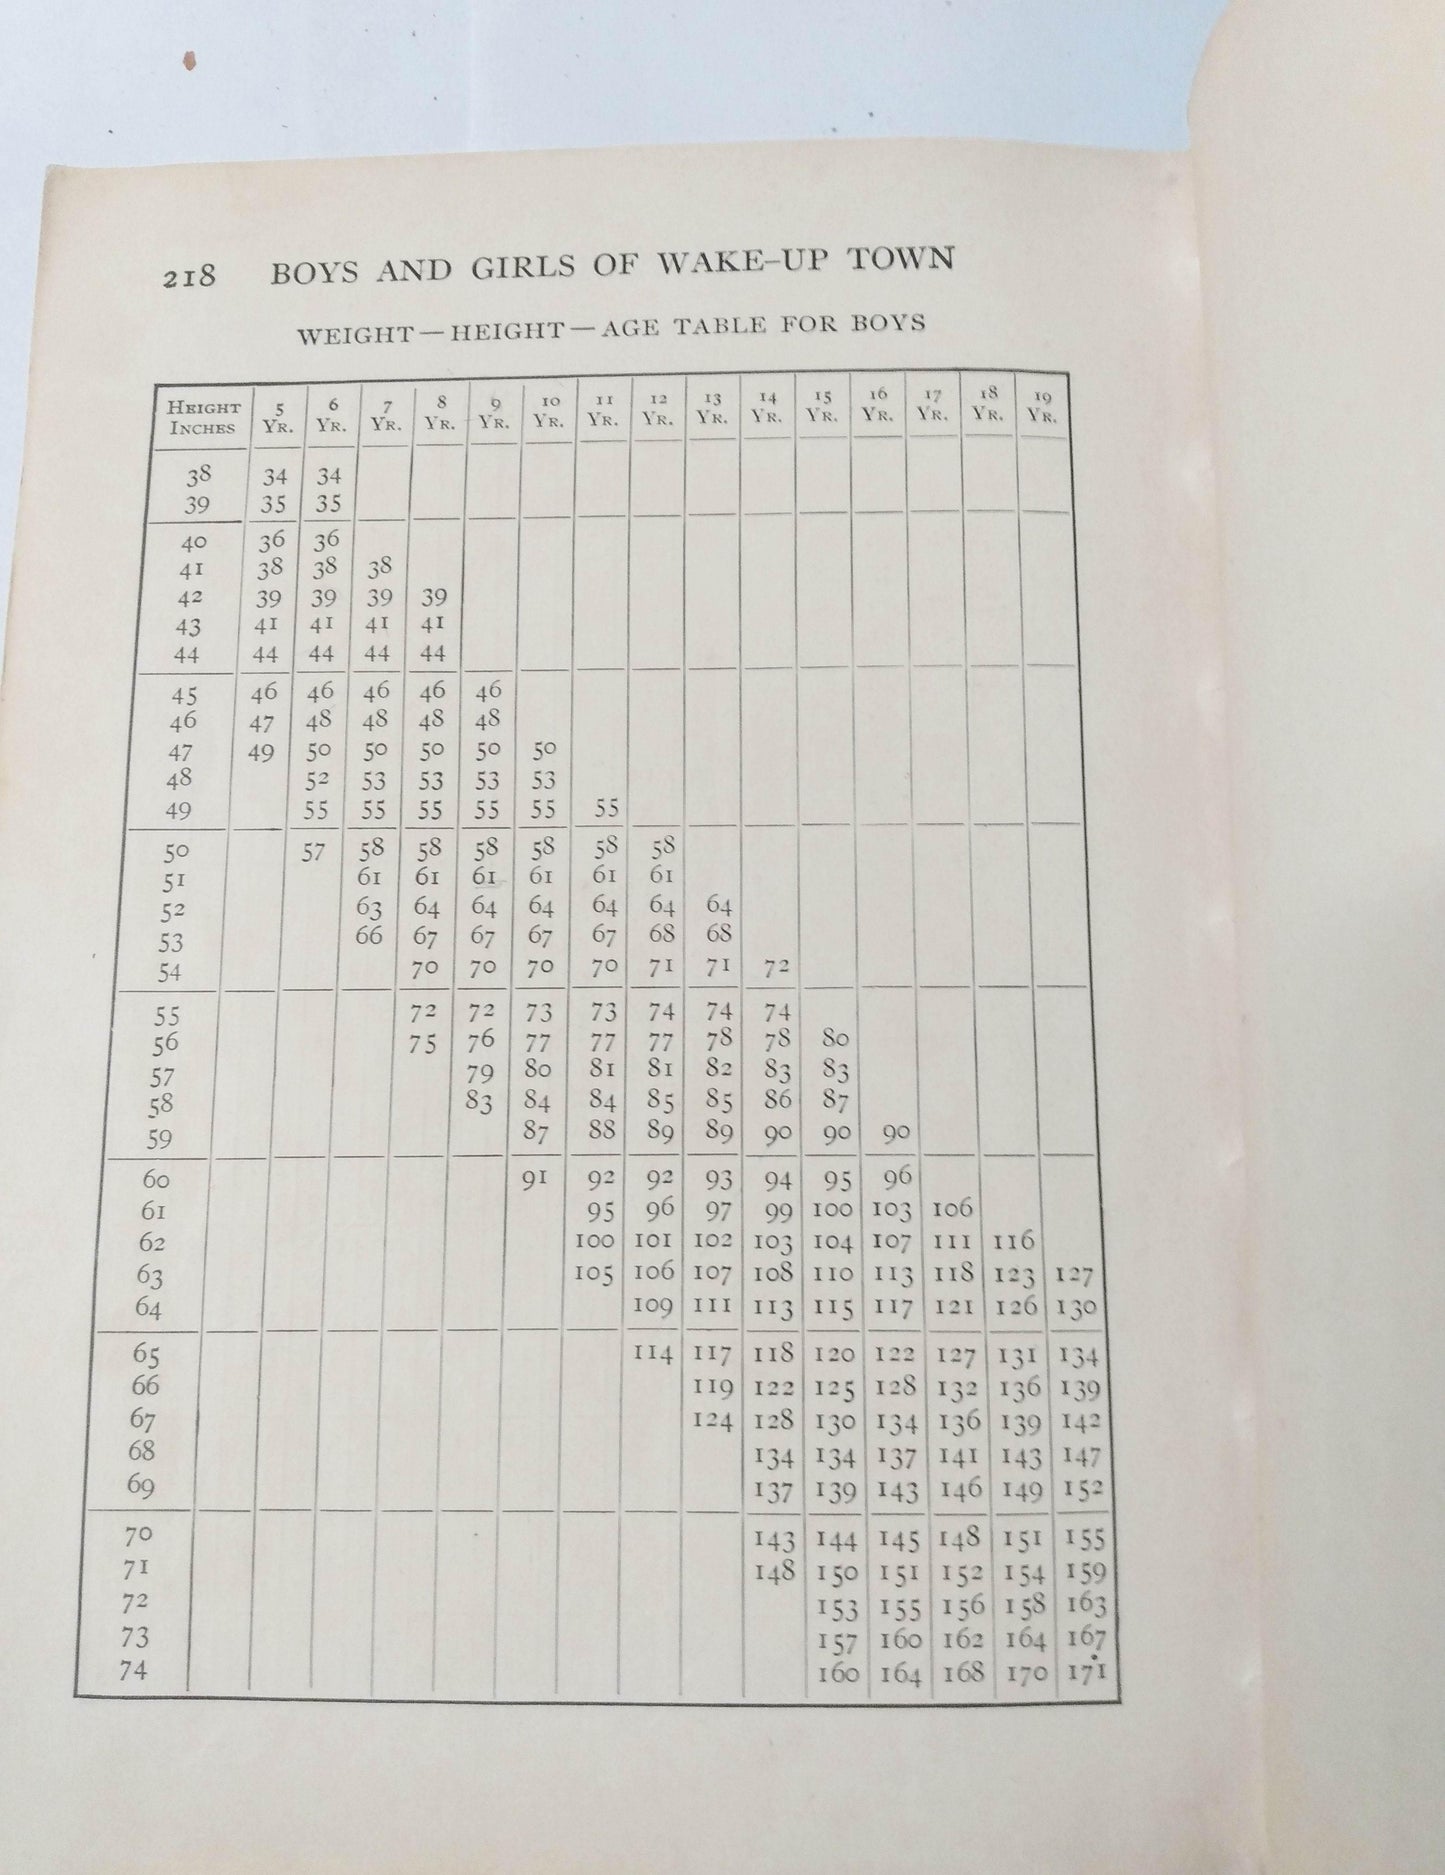 218 BOYS AND GIRLS OF WAKE-UP TOWN
WEIGHT—HEIGHT—AGE TABLE FOR BOYS
HEIGHT INCHES 5 YR. 6 YR. 7 YR. 8 YR. 9 YR. 10 YR. 11 YR. 12 YR. 13 YR. 14 YR. 15 YR. 16 YR. 17 YR. 18 YR. 19 YR.
38 34 34
39 35 35
40 36 36
41 38 38 38
42 39 39 39 39
43 41 41 41 41
44 44 44 44 44
45 46 46 46 46 46
46 47 48 48 48 48
47 49 50 50 50 50 50
48 52 53 53 53 53
49 55 55 55 55 55 55
50 57 58 58 58 58 58 58
51 61 61 61 61 61 61
52 63 64 64 64 64 64 64
53 66 67 67 67 67 68 68
54 70 70 70 70 71 71 72
55 72 72 73 73 74 74 74
56 75 76 77 77 77 78 78 80
57 79 80 81 81 82 83 83
58 83 84 84 85 85 86 87
59 87 88 89 89 90 90 90
60 91 92 92 93 94 95 96
61 95 96 97 99 100 103 106
62 100 101 102 103 104 107 111 116
63 105 106 107 108 110 113 118 123 127
64 109 111 113 115 117 121 126 130
65 114 117 118 120 122 127 131 134
66 119 122 125 128 132 136 139
67 124 128 130 134 136 139 142
68 134 134 137 141 143 147
69 137 139 143 146 149 152
70 143 144 145 148 151 155
71 148 150 151 152 154 159
72 153 155 156 158 163
73 157 160 162 164 167
74 160 164 168 170 171